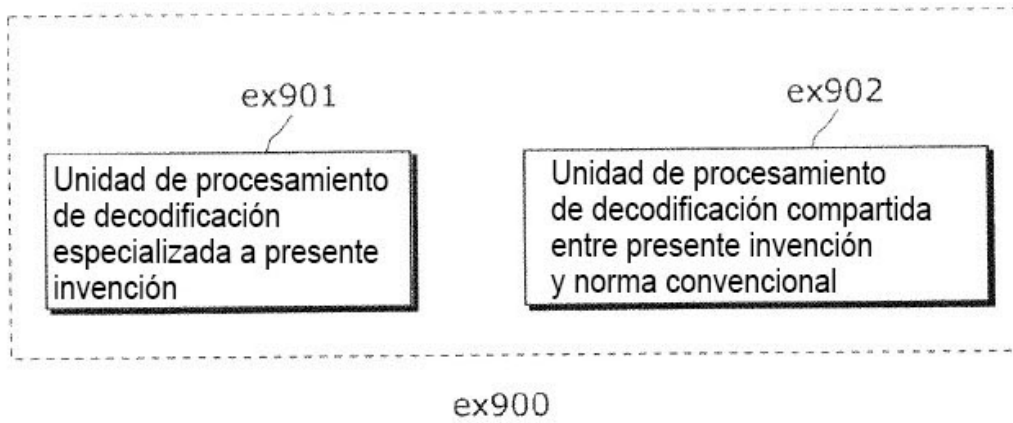 ex901
ex902
Unidad de procesamiento
de decodificación
especializada a presente
invención
Unidad de procesamiento
de decodificación compartida
entre presente invención
y norma convencional
ex900